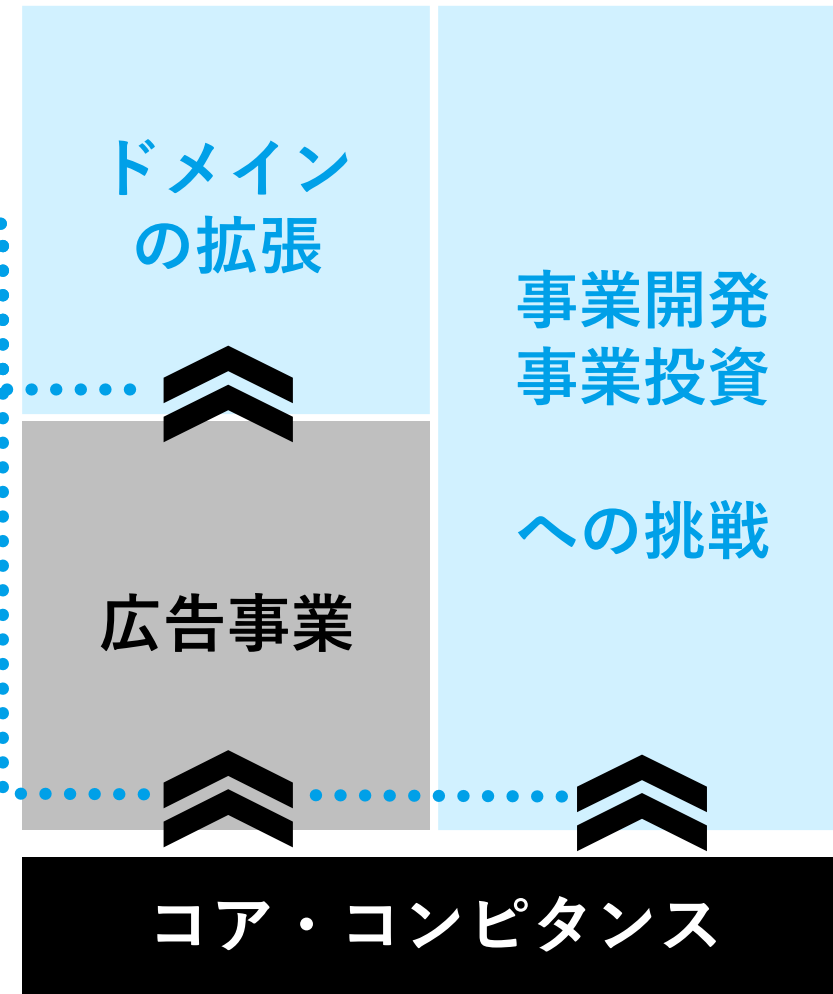 ドメイン
の拡張
事業開発
事業投資
への挑戦
広告事業
コア・コンピタンス